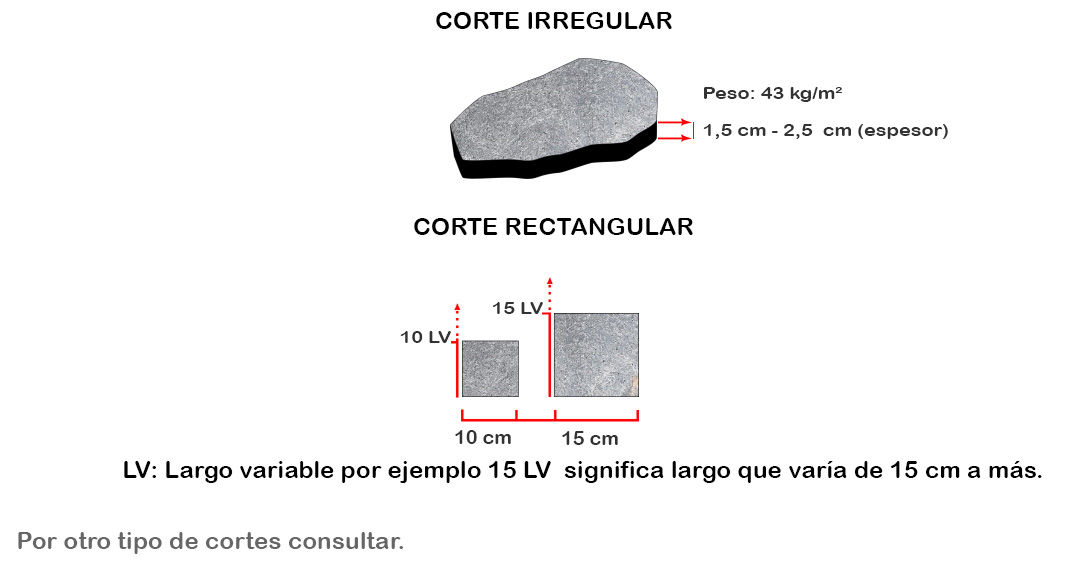 CORTE IRREGULAR
Peso: 43 kg/m²
1,5 cm - 2,5 cm (espesor)
CORTE RECTANGULAR
15 LV
10 LV
10 cm
15 cm
LV: Largo variable por ejemplo 15 LV significa largo que varía de 15 cm a más.
Por otro tipo de cortes consultar.